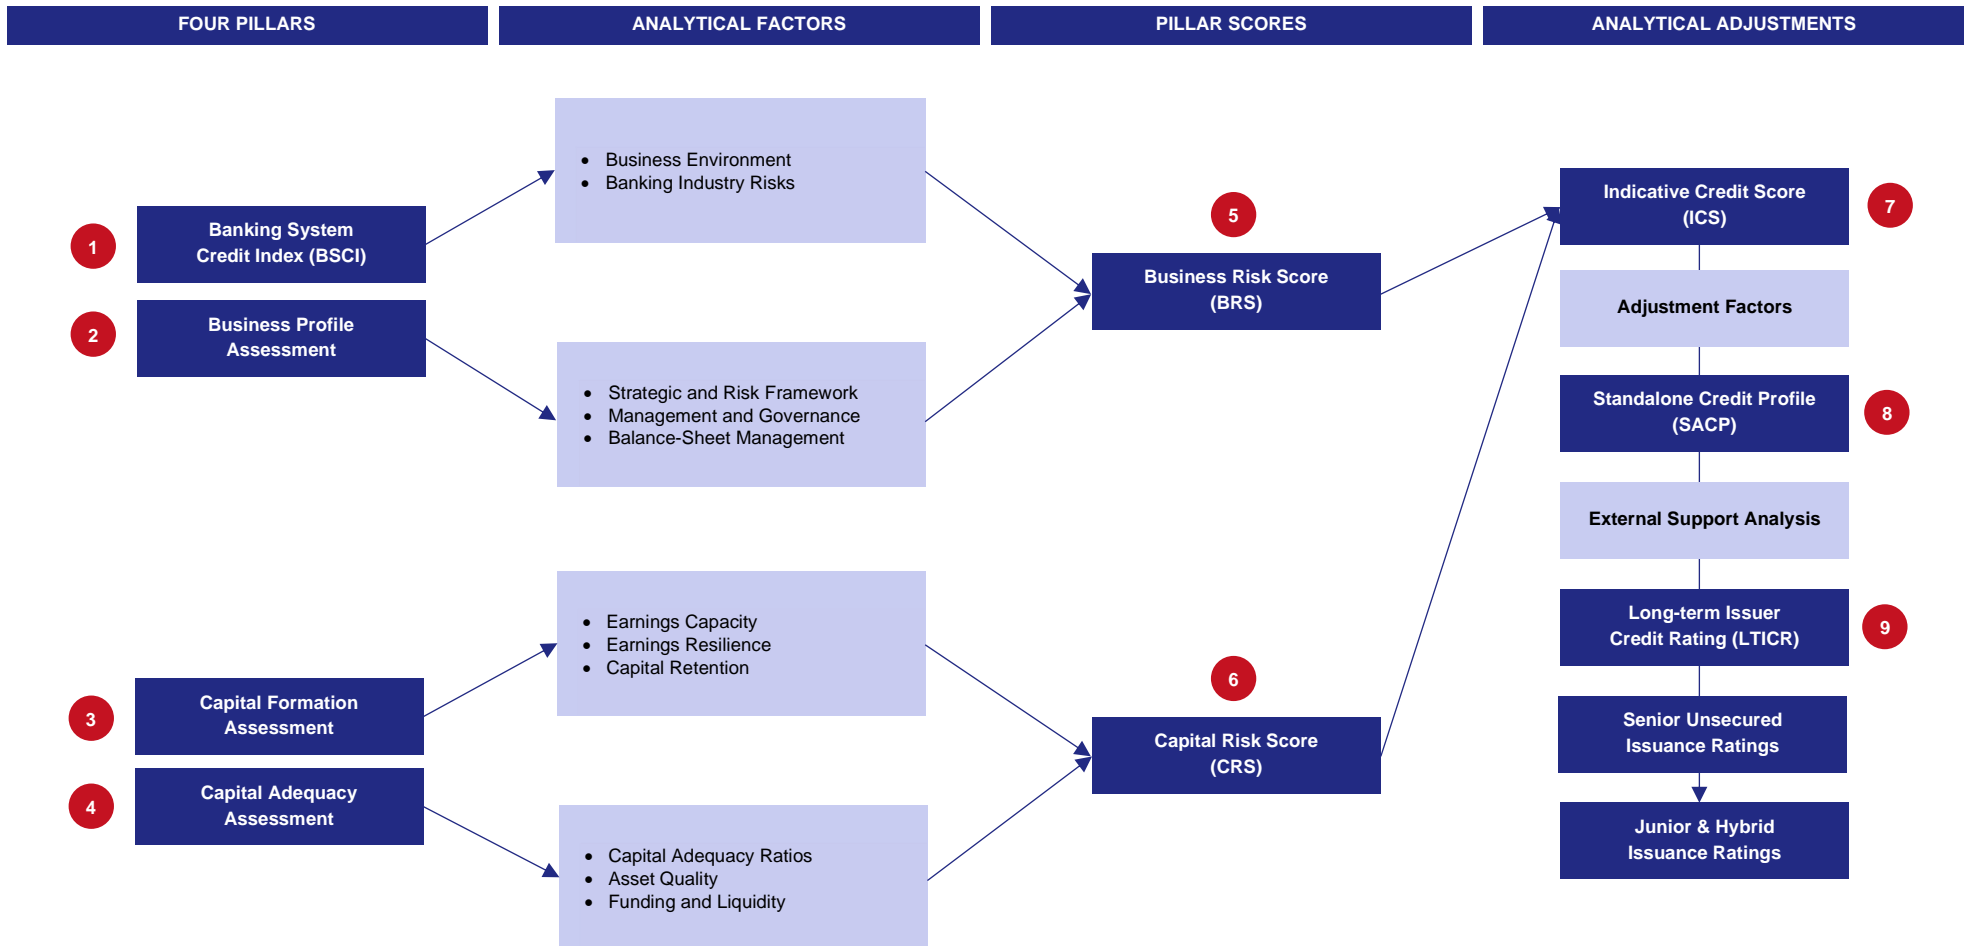 FOUR PILLARS
ANALYTICAL FACTORS
PILLAR SCORES
ANALYTICAL ADJUSTMENTS
1
Banking System
Credit Index (BSCI)
2
Business Profile
Assessment
3
Capital Formation
Assessment
4
Capital Adequacy
Assessment
• Business Environment
• Banking Industry Risks
• Strategic and Risk Framework
• Management and Governance
• Balance-Sheet Management
• Earnings Capacity
• Earnings Resilience
• Capital Retention
• Capital Adequacy Ratios
• Asset Quality
• Funding and Liquidity
5
Business Risk Score
(BRS)
6
Capital Risk Score
(CRS)
Indicative Credit Score
(ICS)
7
Adjustment Factors
Standalone Credit Profile
(SACP)
8
External Support Analysis
Long-term Issuer
Credit Rating (LTICR)
9
Senior Unsecured
Issuance Ratings
Junior & Hybrid
Issuance Ratings